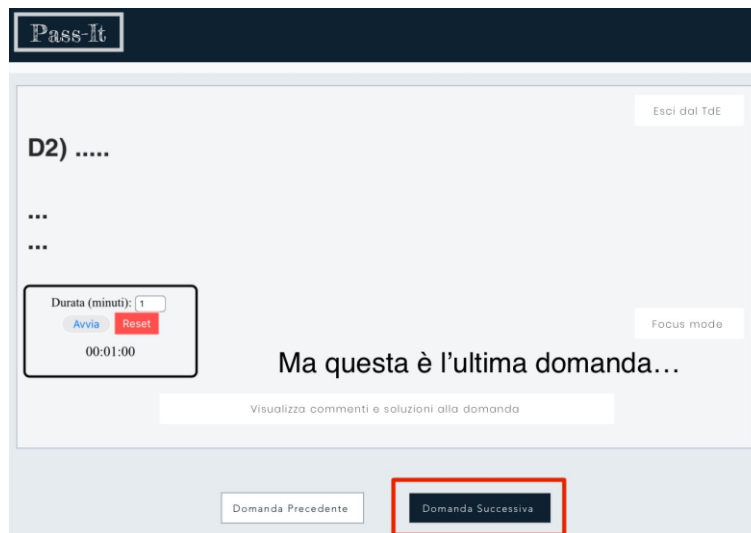 Pass-It
Esci dal TdE
D2) .....
...
...
Durata (minuti): 1
Avvia Reset
Focus mode
00:01:00
Ma questa è l'ultima domanda...
Visualizza commenti e soluzioni alla domanda
Domanda Precedente Domanda Successiva